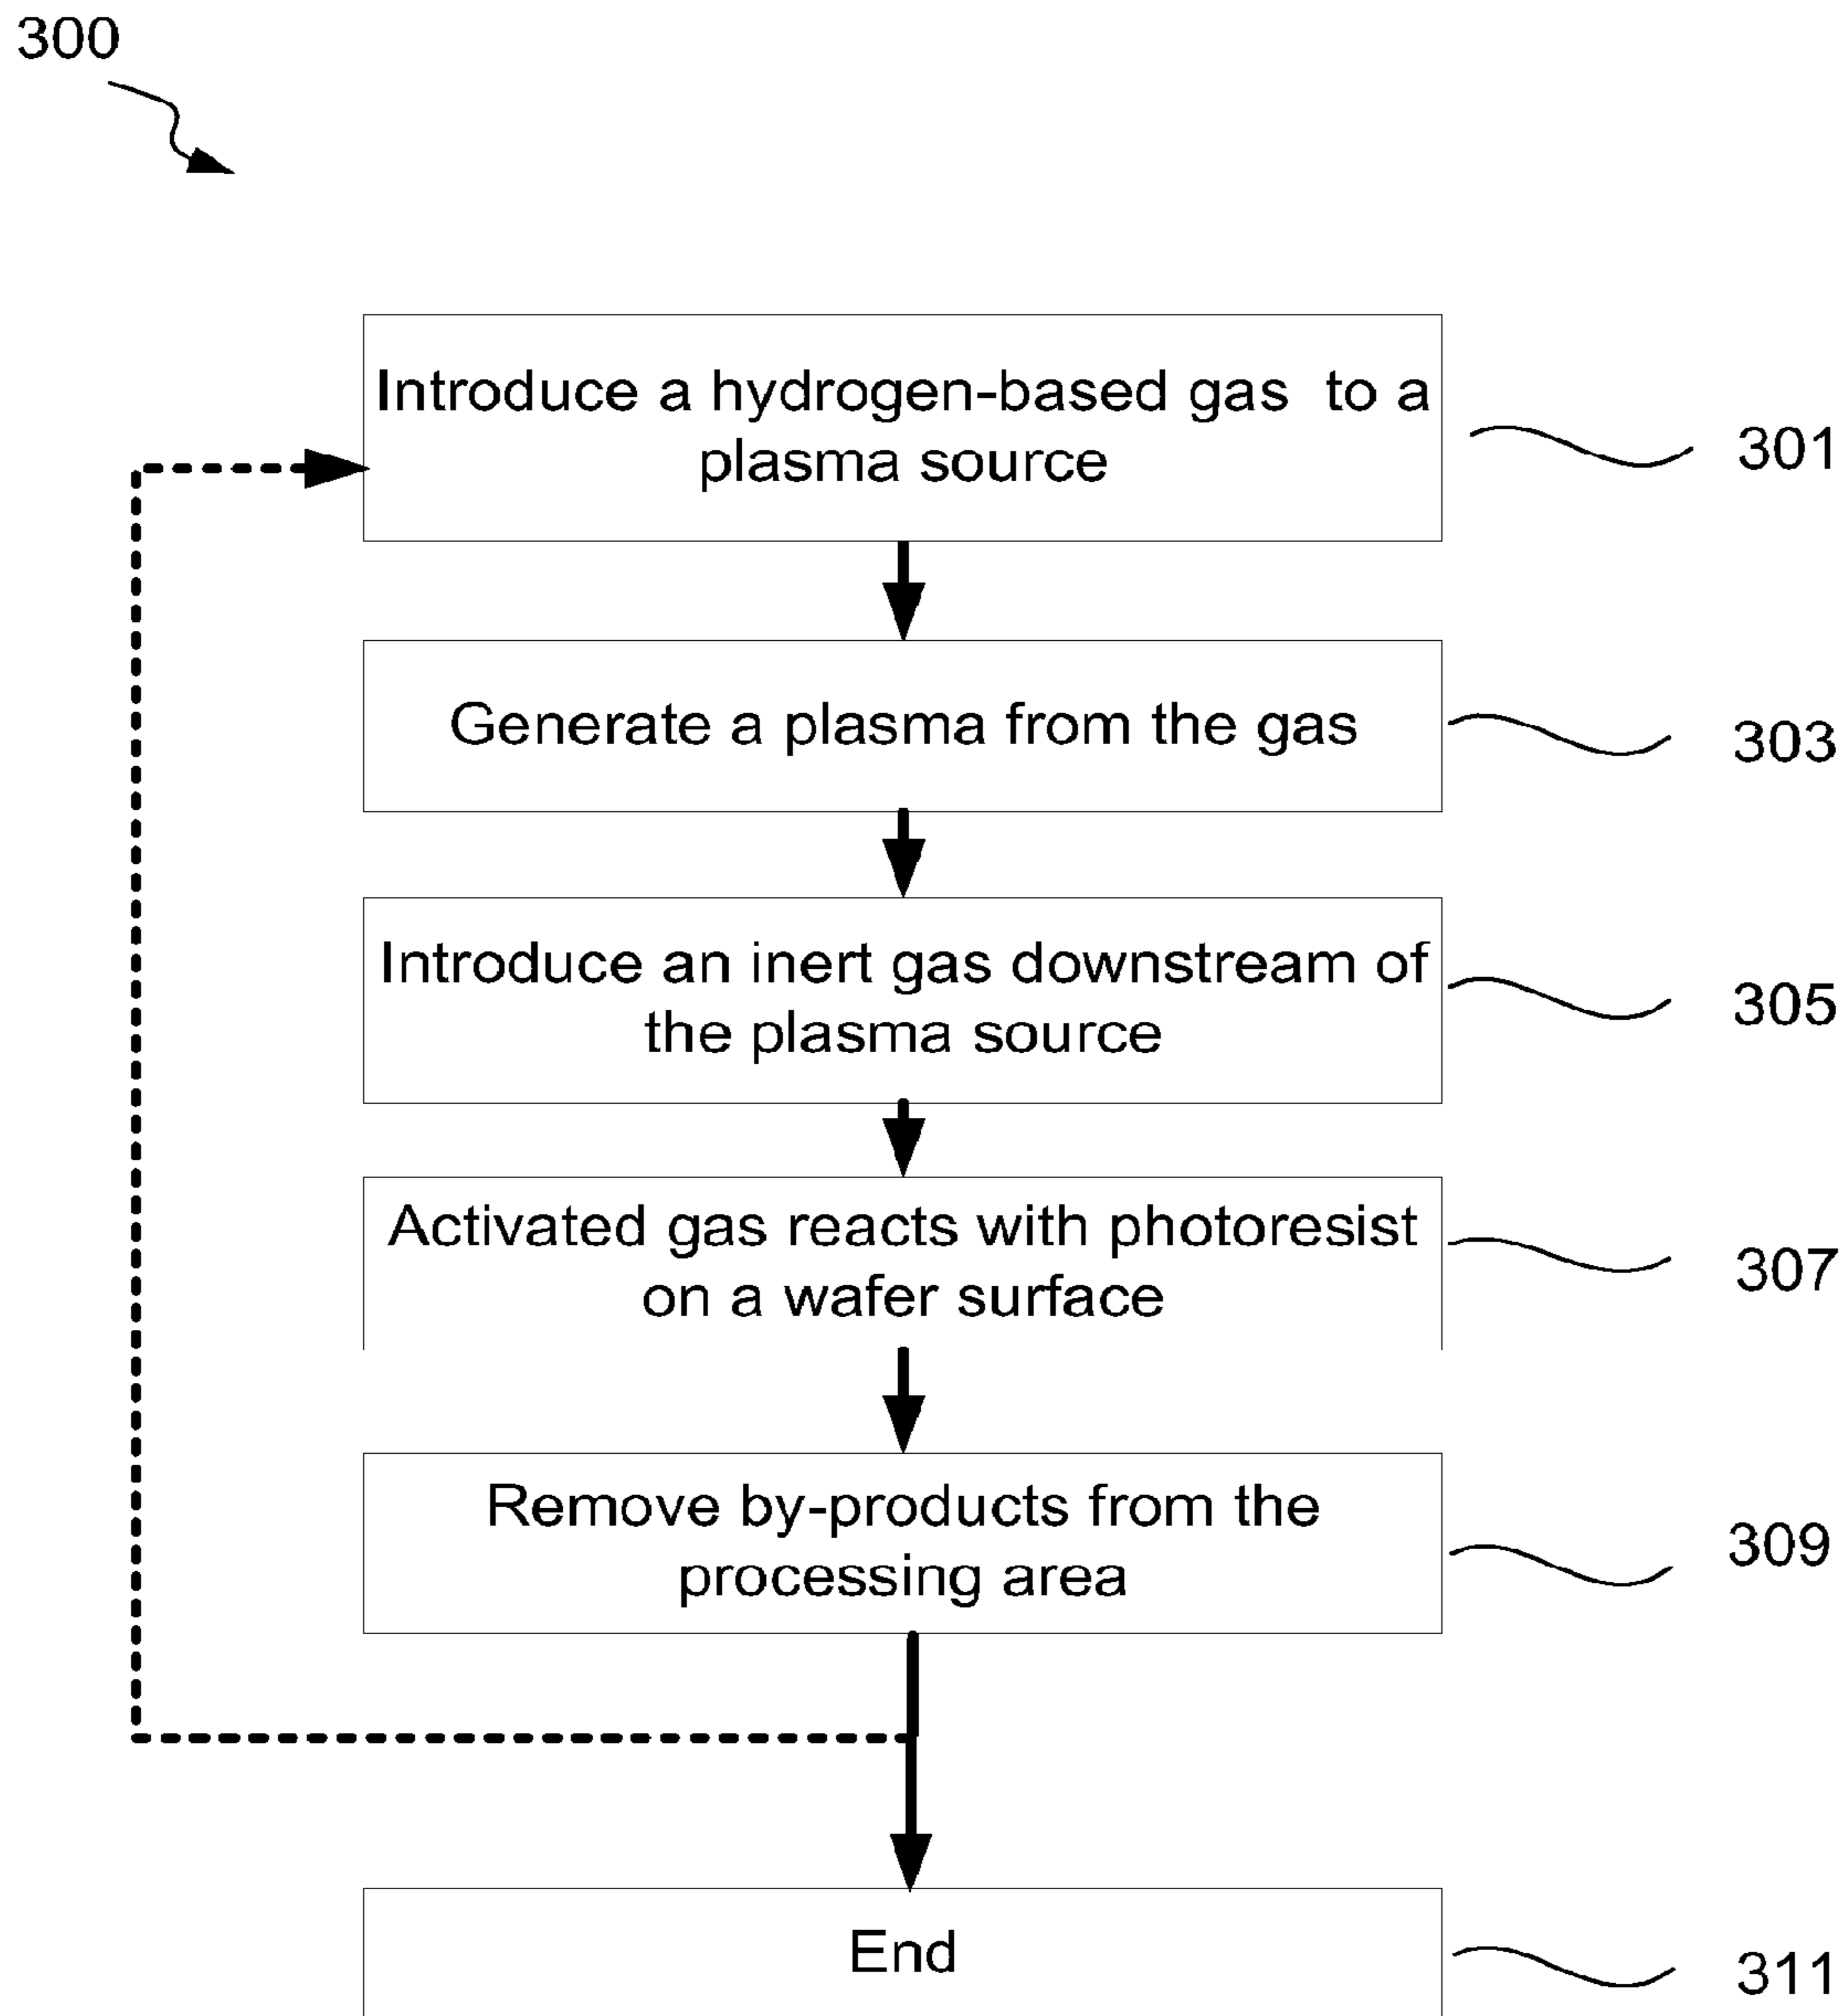 300
Introduce a hydrogen-based gas to a
plasma source
301
Generate a plasma from the gas
303
Introduce an inert gas downstream of
the plasma source
305
Activated gas reacts with photoresist
on a wafer surface
307
Remove by-products from the
processing area
309
End
311